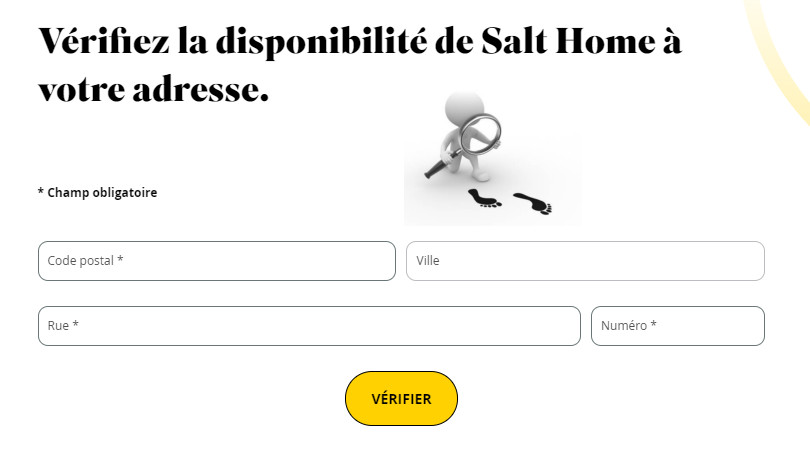 Vérifiez la disponibilité de Salt Home à
votre adresse.
* Champ obligatoire
Code postal *
Ville
Rue *
Numéro *
VÉRIFIER